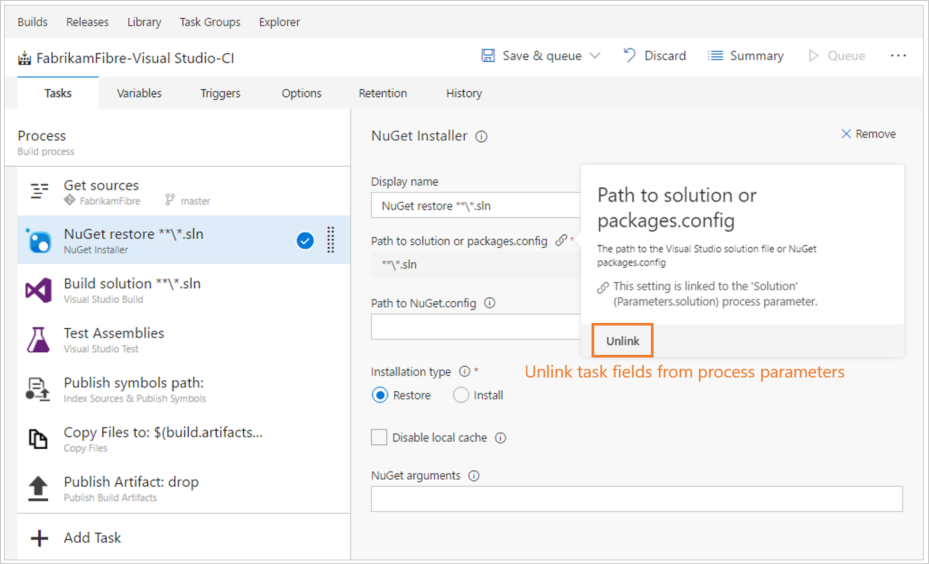 Builds Releases Library Task Groups Explorer
FabrikamFibre-Visual Studio-CI Save & queue Discard Summary Queue ...
Tasks Variables Triggers Options Retention History
Process
Build process
Get sources
FabrikamFibre master
NuGet restore **\*.sln
NuGet Installer
Build solution **\*.sln
Visual Studio Build
Test Assemblies
Visual Studio Test
Publish symbols path:
Index Sources & Publish Symbols
Copy Files to: $(build.artifacts...
Copy Files
Publish Artifact: drop
Publish Build Artifacts
Add Task
NuGet Installer Remove
Display name
NuGet restore **\*.sln
Path to solution or packages.config *
**\*.sln
Path to NuGet.config
Path to solution or
packages.config
The path to the Visual Studio solution file or NuGet
packages.config
This setting is linked to the 'Solution'
(Parameters.solution) process parameter.
Unlink
Unlink task fields from process parameters
Installation type *
Restore Install
Disable local cache
NuGet arguments